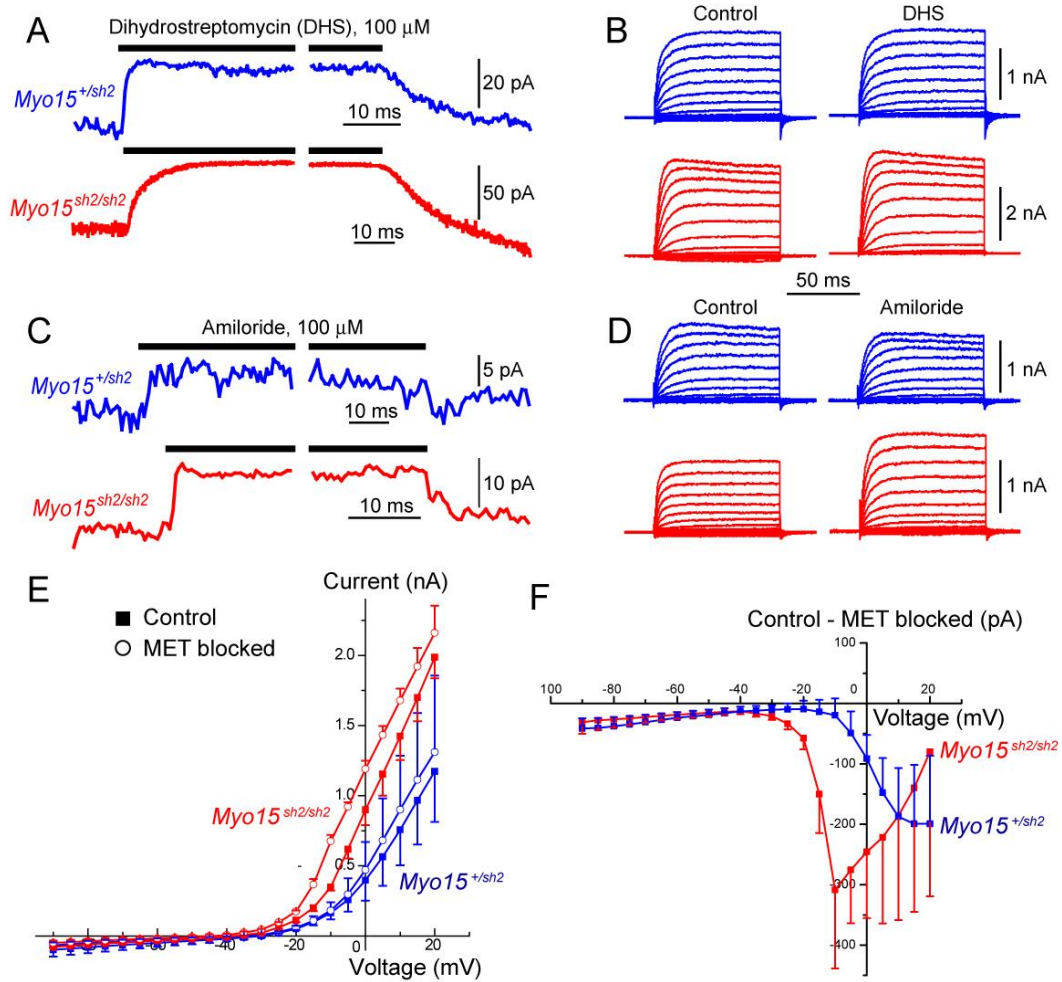 A
Dihydrostreptomycin (DHS), 100 μM
Myo15+/sh2
20 pA
10 ms
Myo15sh2/sh2
50 pA
10 ms
B
Control
DHS
1 nA
2 nA
50 ms
C
Amiloride, 100 μM
Myo15+/sh2
5 pA
10 ms
Myo15sh2/sh2
10 pA
10 ms
D
Control
Amiloride
1 nA
1 nA
E
Current (nA)
Control
MET blocked
2.0
1.5
1.0
0.5
Myo15sh2/sh2
Myo15+/sh2
-20
0
20
Voltage (mV)
F
Control - MET blocked (pA)
100
100
-80
-60
-40
-20
0
20
Voltage (mV)
-100
-200
-300
-400
Myo15sh2/sh2
Myo15+/sh2